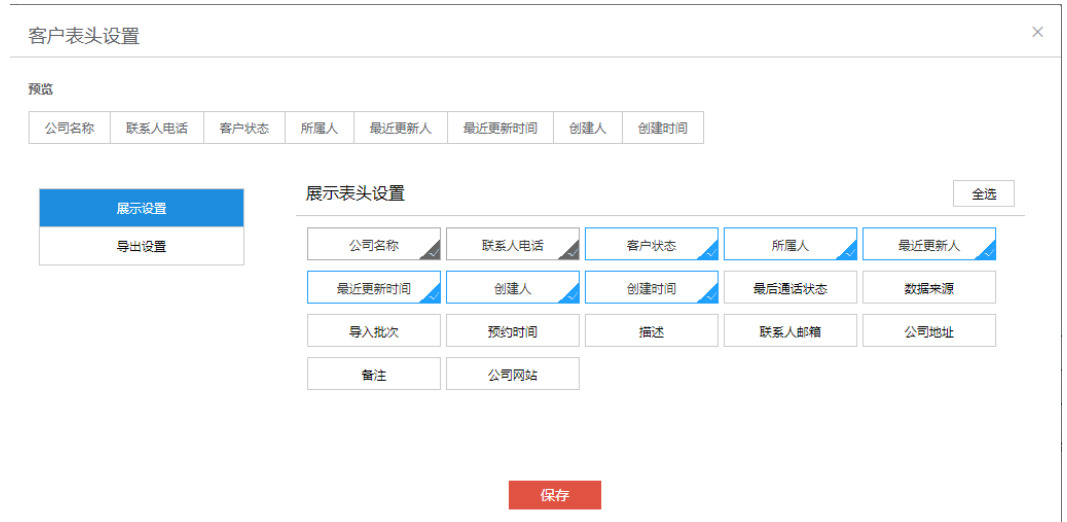 客户表头设置
预览
公司名称 联系人电话 客户状态 所属人 最近更新人 最近更新时间 创建人 创建时间
展示设置
导出设置
展示表头设置 全选
公司名称 联系人电话 客户状态 所属人 最近更新人
最近更新时间 创建人 创建时间 最后通话状态 数据来源
导入批次 预约时间 描述 联系人邮箱 公司地址
备注 公司网站
保存